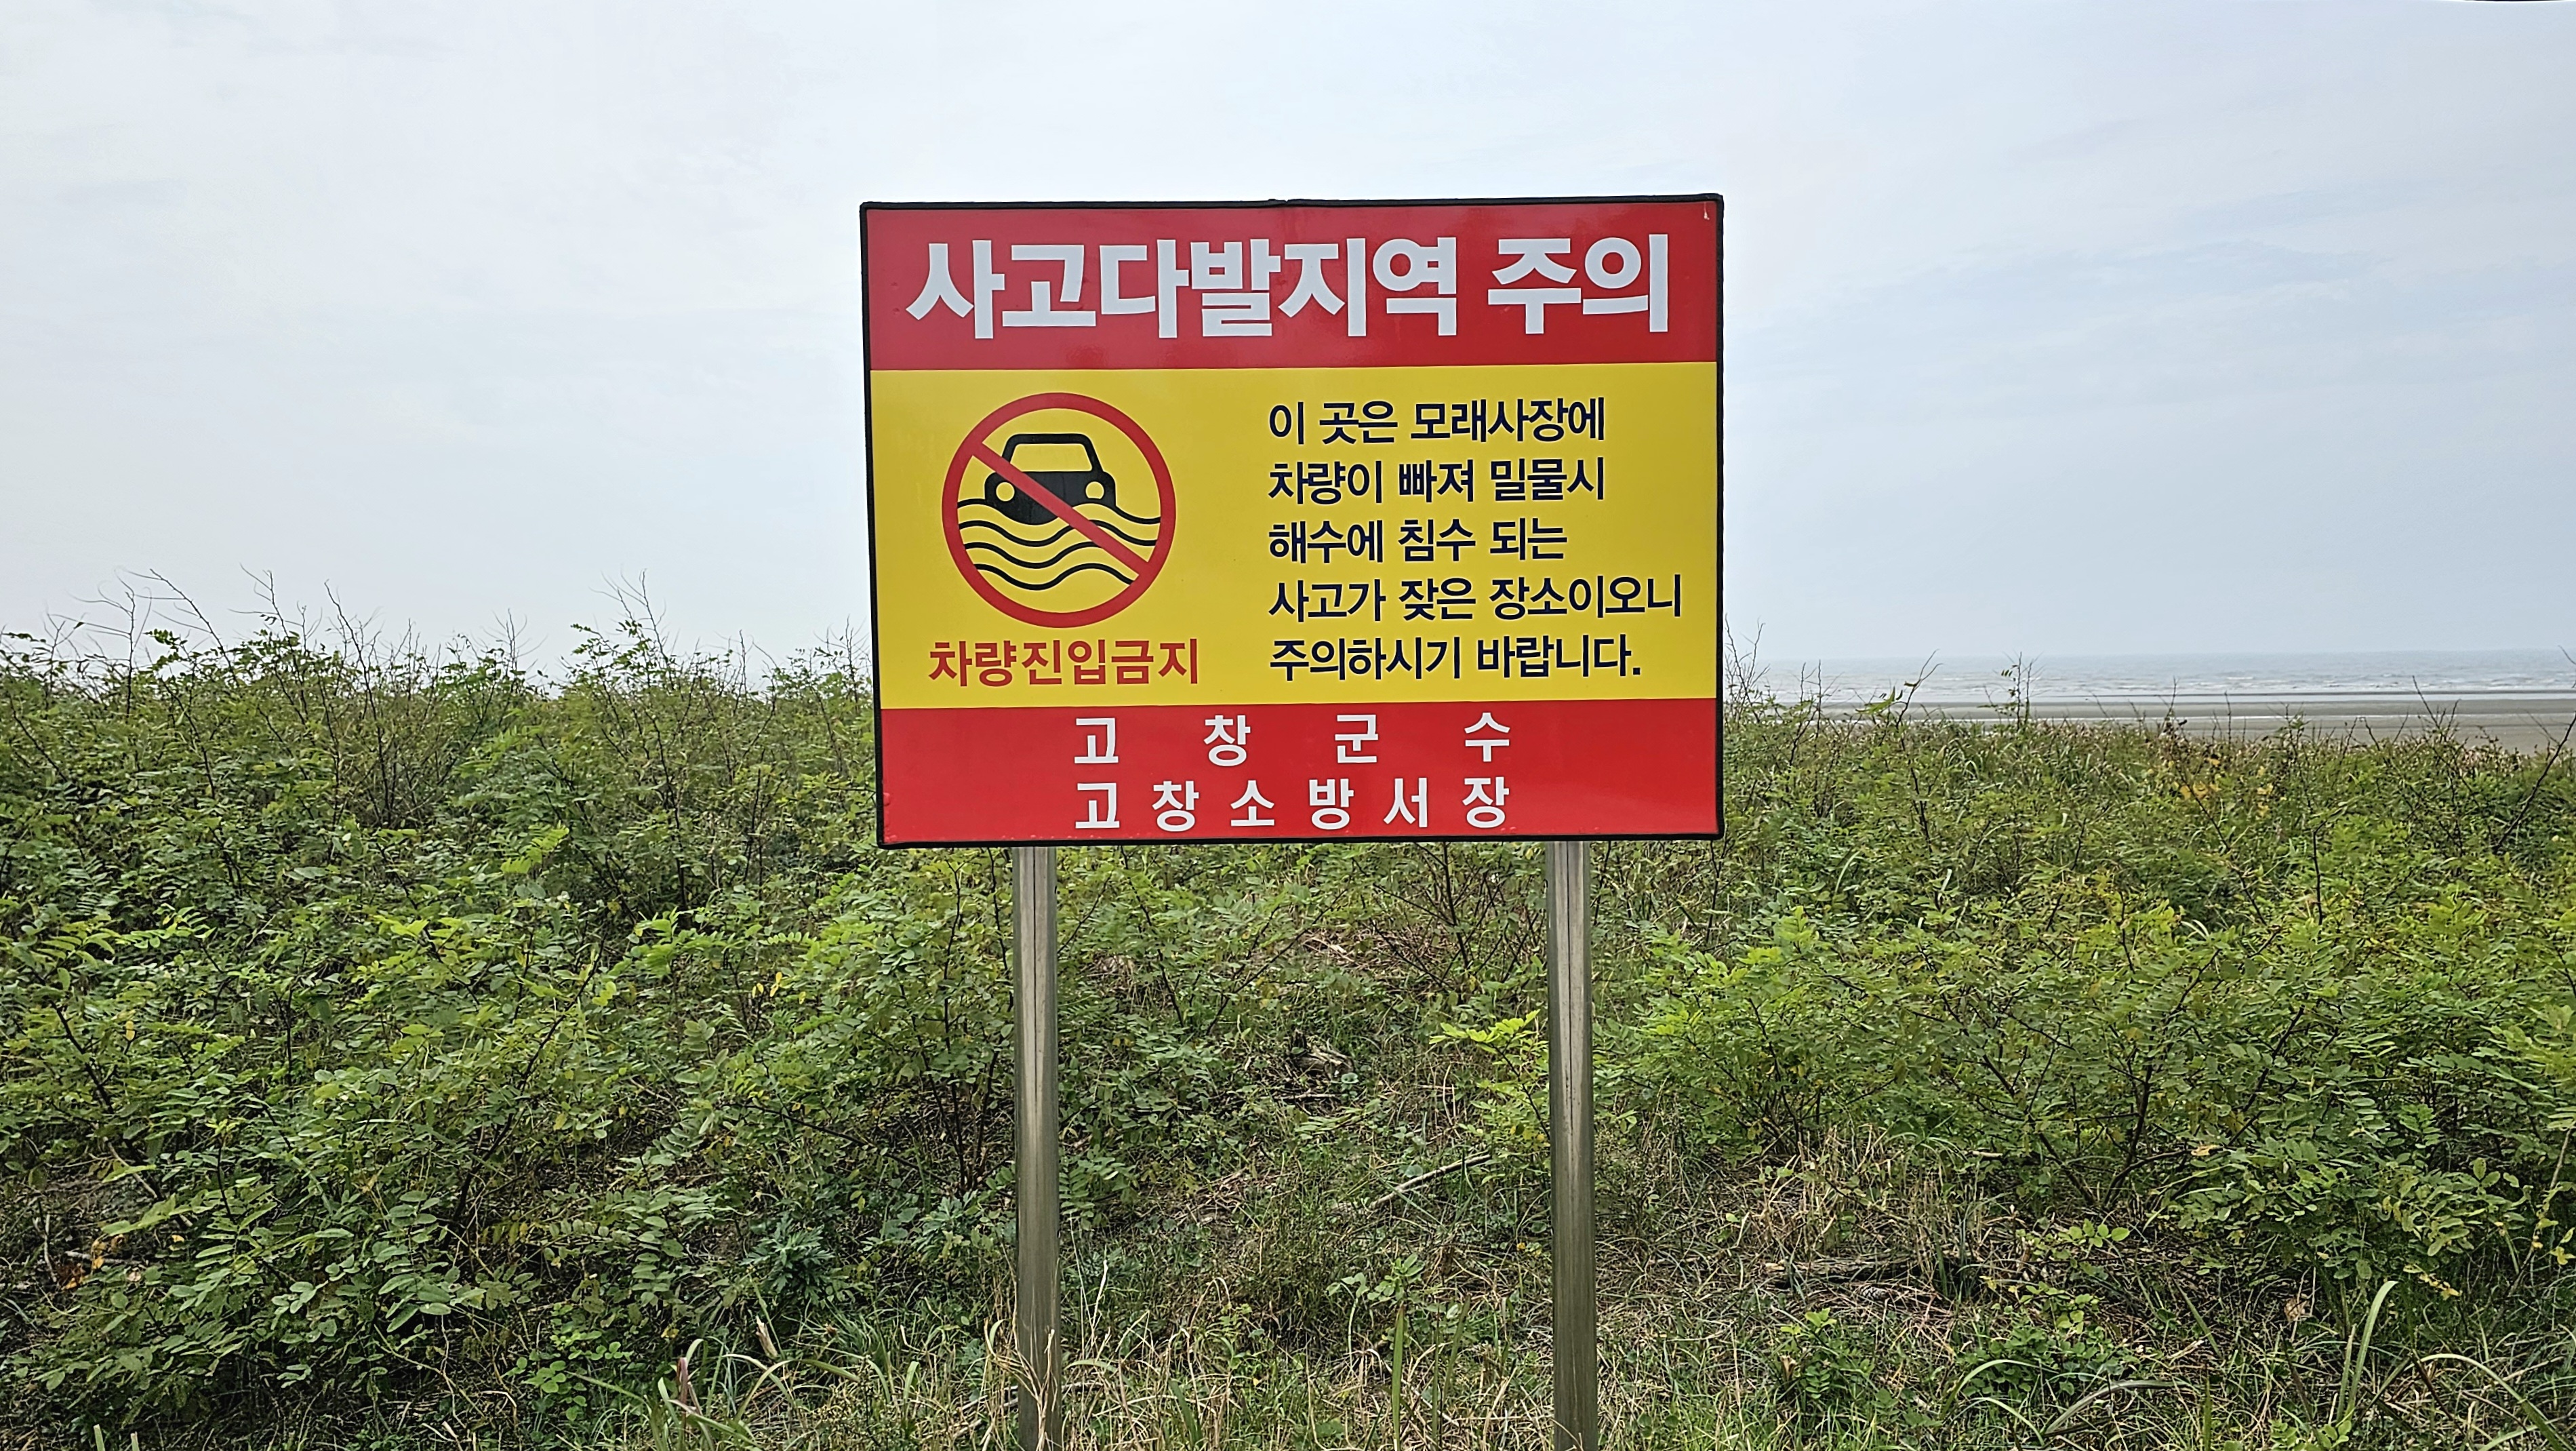 사고다발지역 주의
이 곳은 모래사장에
차량이 빠져 밀물시
해수에 침수 되는
사고가 잦은 장소이오니
주의하시기 바랍니다.
차량진입금지
고 창 군 수
고 창 소 방 서 장